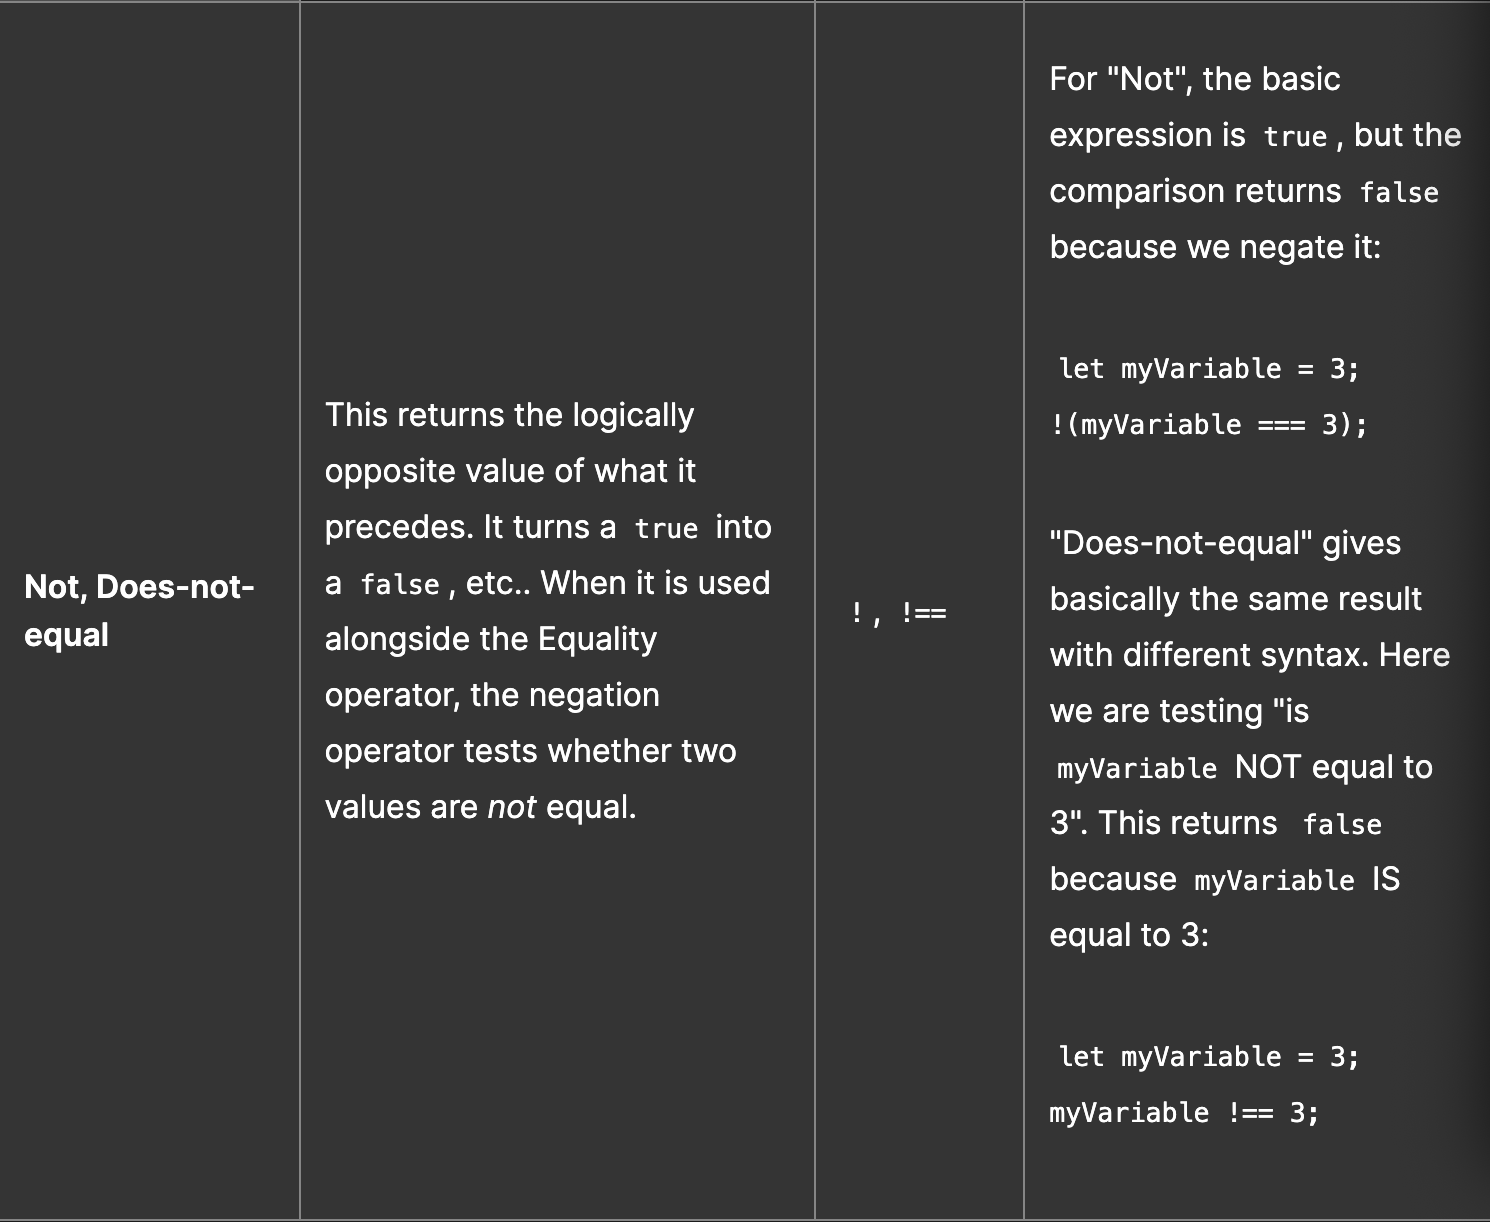 Not, Does-not-
equal
This returns the logically
opposite value of what it
precedes. It turns a true into
a false, etc.. When it is used
alongside the Equality
operator, the negation
operator tests whether two
values are not equal.
!, !==
For "Not", the basic
expression is true, but the
comparison returns false
because we negate it:
let myVariable = 3;
!(myVariable === 3);
"Does-not-equal" gives
basically the same result
with different syntax. Here
we are testing "is
myVariable NOT equal to
3". This returns false
because myVariable IS
equal to 3:
let myVariable = 3;
myVariable !== 3;